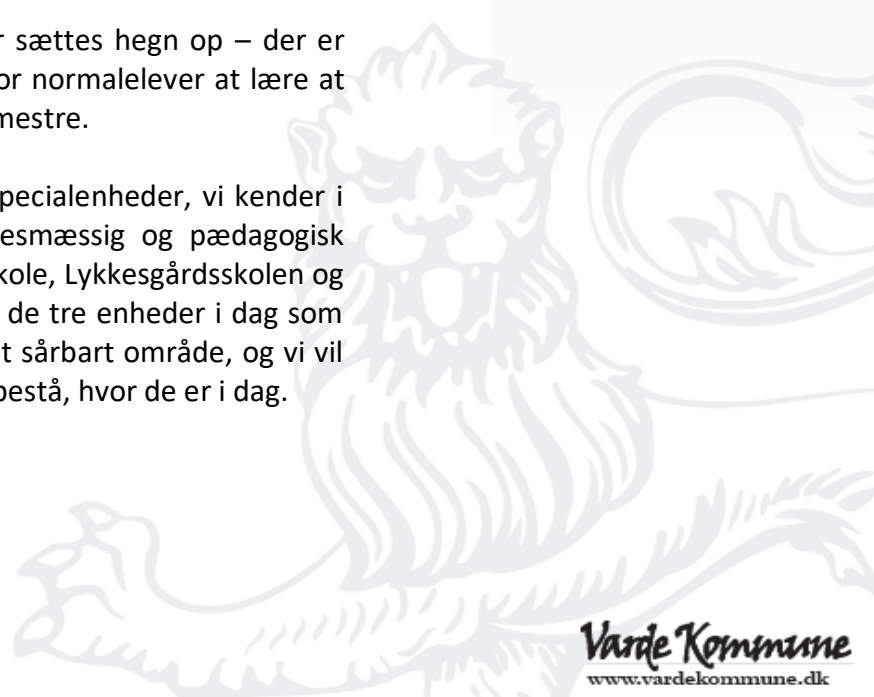 sættes hegn op – der er
or normalelever at lære at
mestre.
pecialenheder, vi kender i
esmæssig og pædagogisk
kole, Lykkesgårdsskolen og
de tre enheder i dag som
t sårbart område, og vi vil
bestå, hvor de er i dag.
Varde Kommune
www.vardekommune.dk